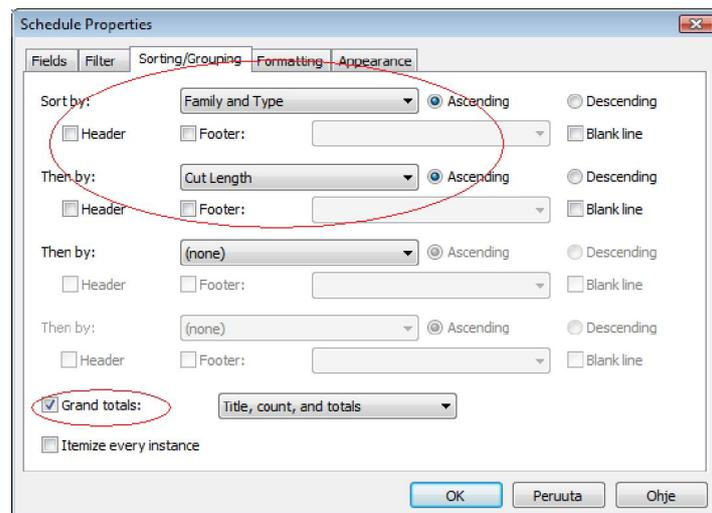 Schedule Properties
Fields Filter Sorting/Grouping Formatting Appearance
Sort by: Family and Type Ascending Descending
Header Footer: Blank line
Then by: Cut Length Ascending Descending
Header Footer: Blank line
Then by: (none) Ascending Descending
Header Footer: Blank line
Then by: (none) Ascending Descending
Header Footer: Blank line
Grand totals: Title, count, and totals
Itemize every instance
OK Peruuta Ohje